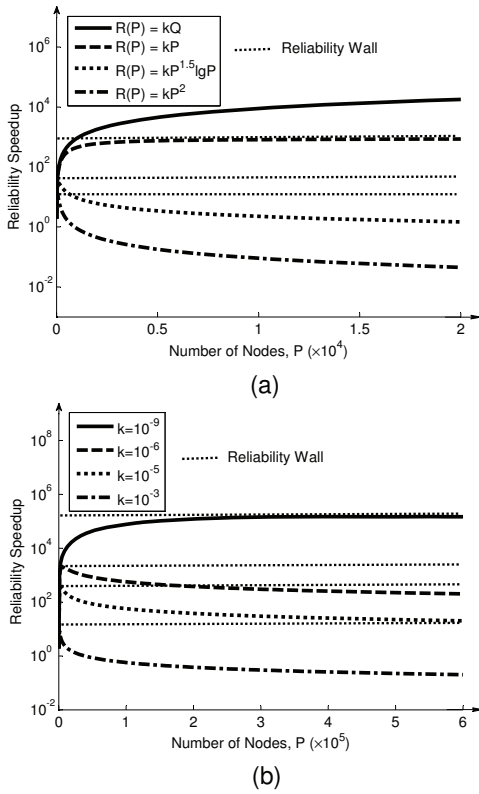 (a)
10^6
10^4
10^2
10^0
10^-2
Reliability Speedup
R(P) = kQ
R(P) = kP
R(P) = kP^1.5lgP
R(P) = kP^2
Reliability Wall
0
0.5
1
1.5
2
Number of Nodes, P (×10^4)
(a)
10^8
10^6
10^4
10^2
10^0
10^-2
Reliability Speedup
k=10^-9
k=10^-6
k=10^-5
k=10^-3
Reliability Wall
0
1
2
3
4
5
6
Number of Nodes, P (×10^5)
(b)